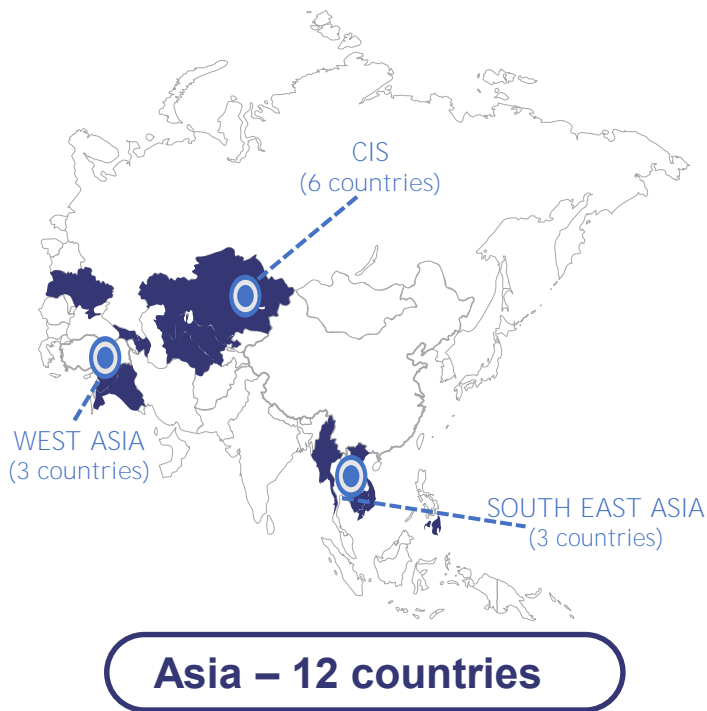 CIS
(6 countries)
WEST ASIA
(3 countries)
SOUTH EAST ASIA
(3 countries)
Asia – 12 countries